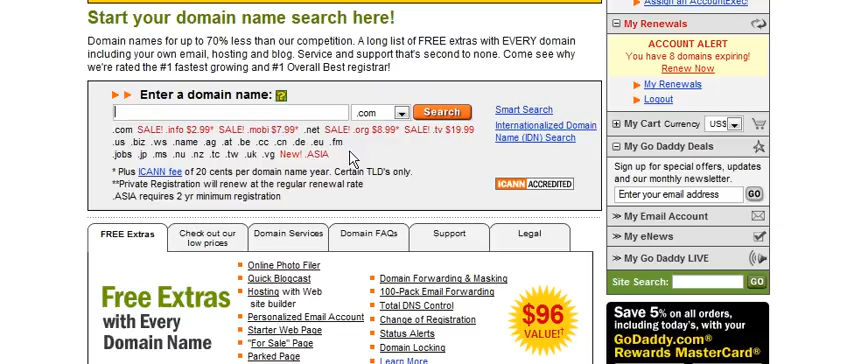 Start your domain name search here!
Domain names for up to 70% less than our competition. A long list of FREE extras with EVERY domain
including your own email, hosting and blog. Service and support that's second to none. Come see why
we're rated the #1 fastest growing and #1 Overall Best registrar!
Enter a domain name: ?
.com Search
Smart Search
Internationalized Domain
Name (IDN) Search
.com SALE! .info $2.99* SALE! .mobi $7.99* .net SALE! .org $8.99* SALE! .tv $19.99
.us .biz .ws .name .ag .at .be .cc .cn .de .eu .fm
.jobs .jp .ms .nu .nz .tc .tw .uk .vg New! .ASIA
* Plus ICANN fee of 20 cents per domain name year. Certain TLD's only.
**Private Registration will renew at the regular renewal rate
.ASIA requires 2 yr minimum registration
ICANN ACCREDITED
FREE Extras
Check out our
low prices
Domain Services
Domain FAQs
Support
Legal
Free Extras
with Every
Domain Name
Online Photo Filer
Quick Blogcast
Hosting with Web
site builder
Personalized Email Account
Starter Web Page
"For Sale" Page
Parked Page
Domain Forwarding & Masking
100-Pack Email Forwarding
Total DNS Control
Change of Registration
Status Alerts
Domain Locking
Learn More
$96
VALUE!†
Assign an AccountExec!
My Renewals
ACCOUNT ALERT
You have 8 domains expiring!
Renew Now
My Renewals
Logout
My Cart Currency US$
My Go Daddy Deals
Sign up for special offers, updates
and our monthly newsletter.
Enter your email address GO
>> My Email Account
>> My eNews
>> My Go Daddy LIVE
Site Search: GO
Save 5% on all orders,
including today's, with your
GoDaddy.com®
Rewards MasterCard®